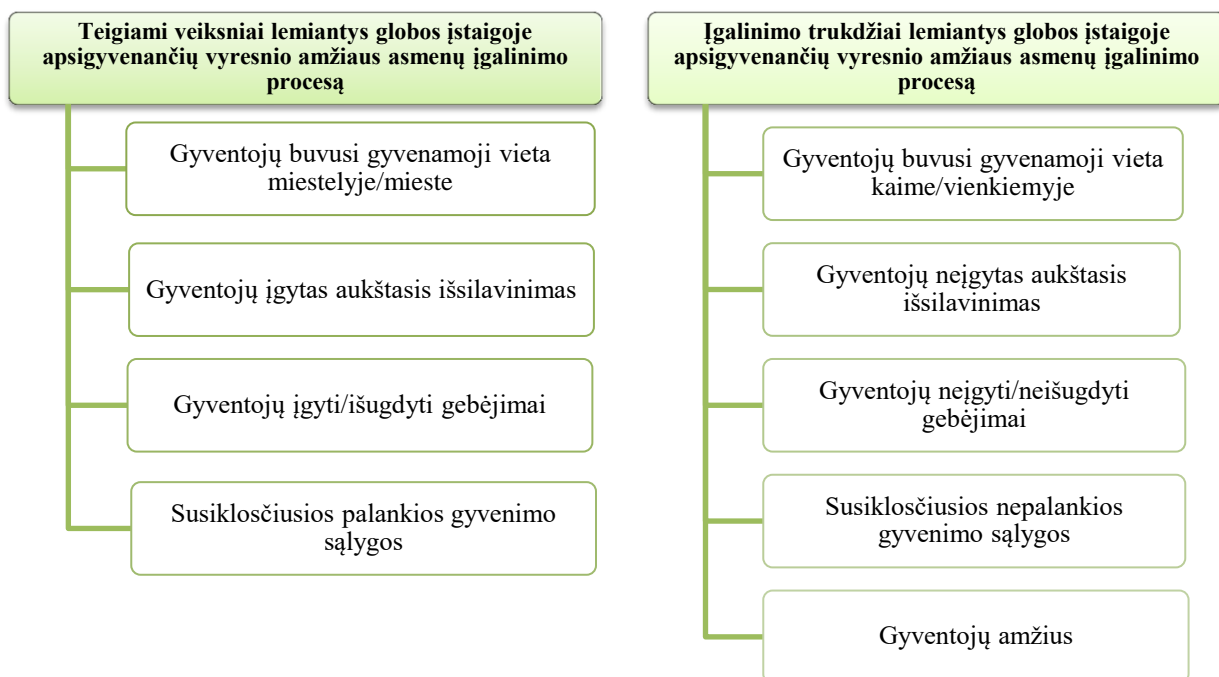 Teigiami veiksniai lemiantys globos įstaigoje
apsigyvenančių vyresnio amžiaus asmenų įgalinimo
procesą
Gyventojų buvusi gyvenamoji vieta
miestelyje/mieste
Gyventojų įgytas aukštasis išsilavinimas
Gyventojų įgyti/išugdyti gebėjimai
Susiklosčiusios palankios gyvenimo
sąlygos
Įgalinimo trukdžiai lemiantys globos įstaigoje
apsigyvenančių vyresnio amžiaus asmenų įgalinimo
procesą
Gyventojų buvusi gyvenamoji vieta
kaime/vienkiemyje
Gyventojų neįgytas aukštasis
išsilavinimas
Gyventojų neįgyti/neišugdyti
gebėjimai
Susiklosčiusios nepalankios
gyvenimo sąlygos
Gyventojų amžius